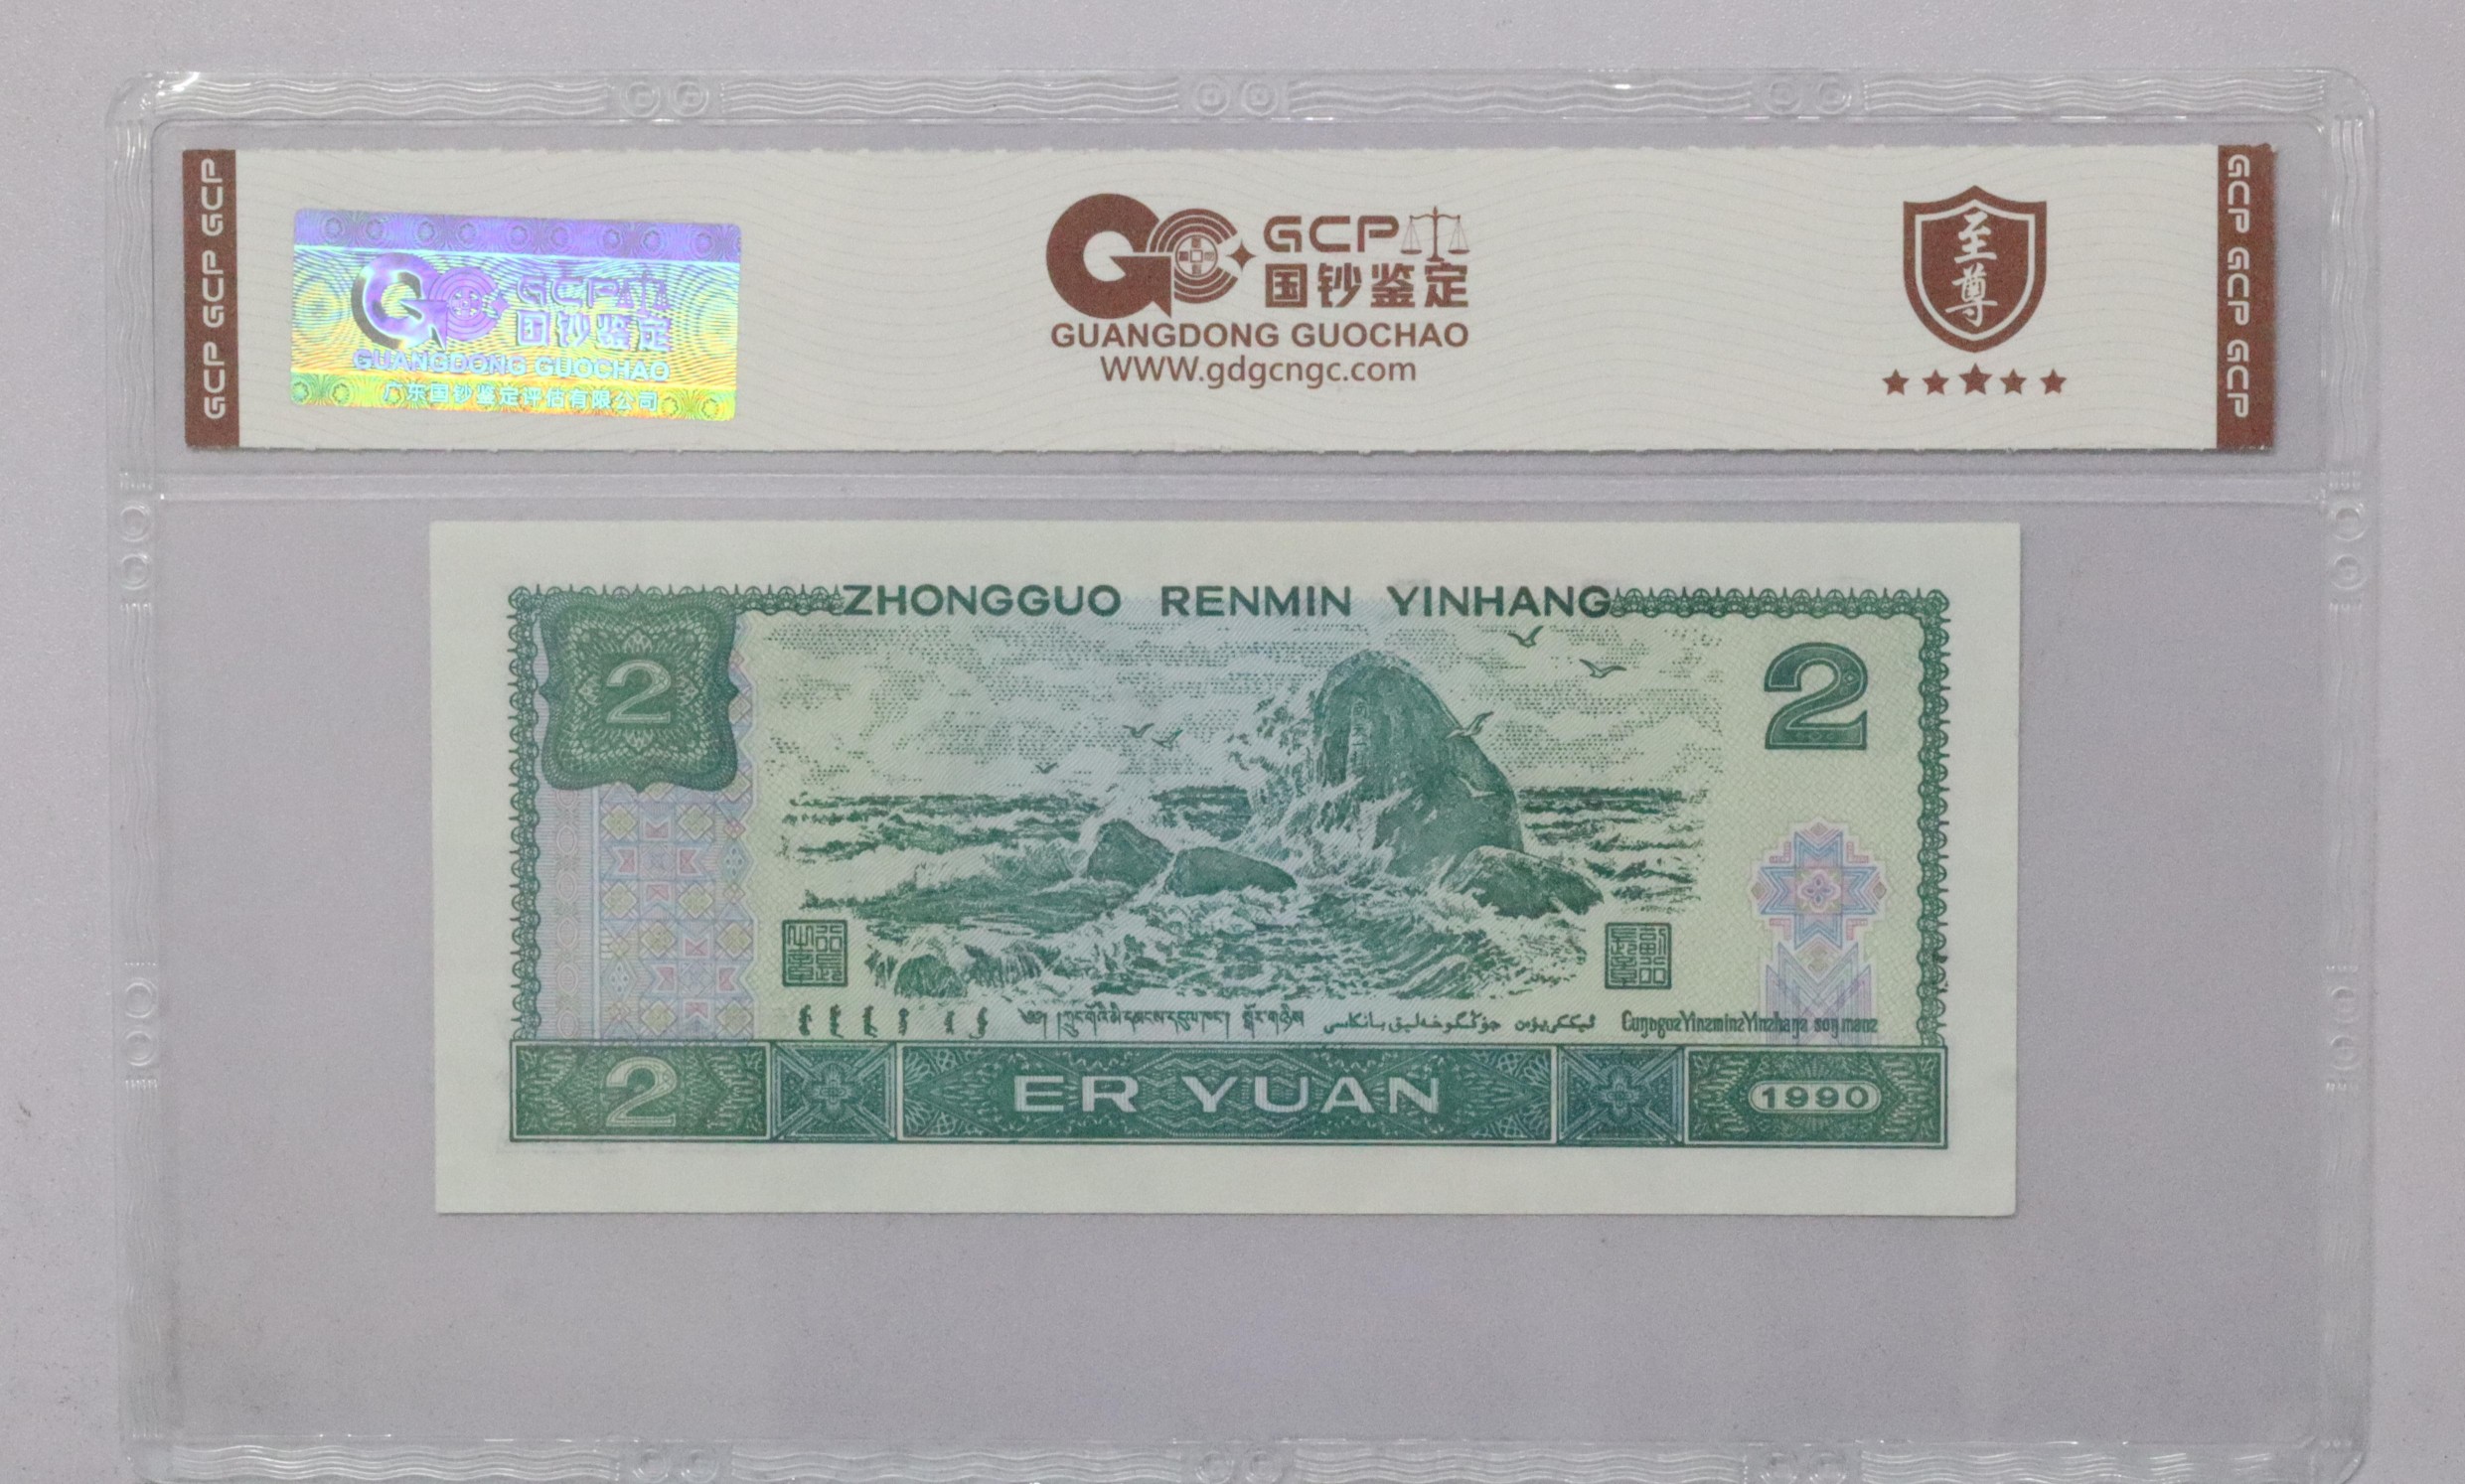 GCP GCP GCP
GCP
国钞鉴定
GUANGDONG GUOCHAO
广东国钞鉴定评估有限公司
GCP
国钞鉴定
GUANGDONG GUOCHAO
WWW.gdgcngc.com
至尊
GCP GCP GCP
ZHONGGUO RENMIN YINHANG
2
2
2
ER YUAN
1990